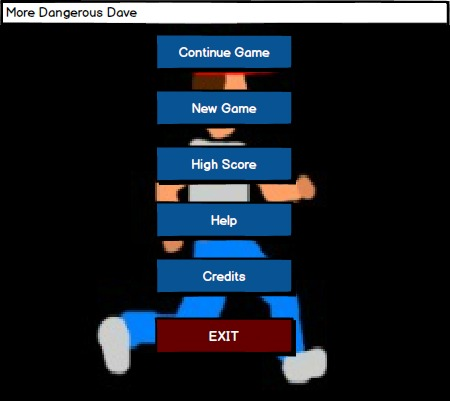 More Dangerous Dave
Continue Game
New Game
High Score
Help
Credits
EXIT